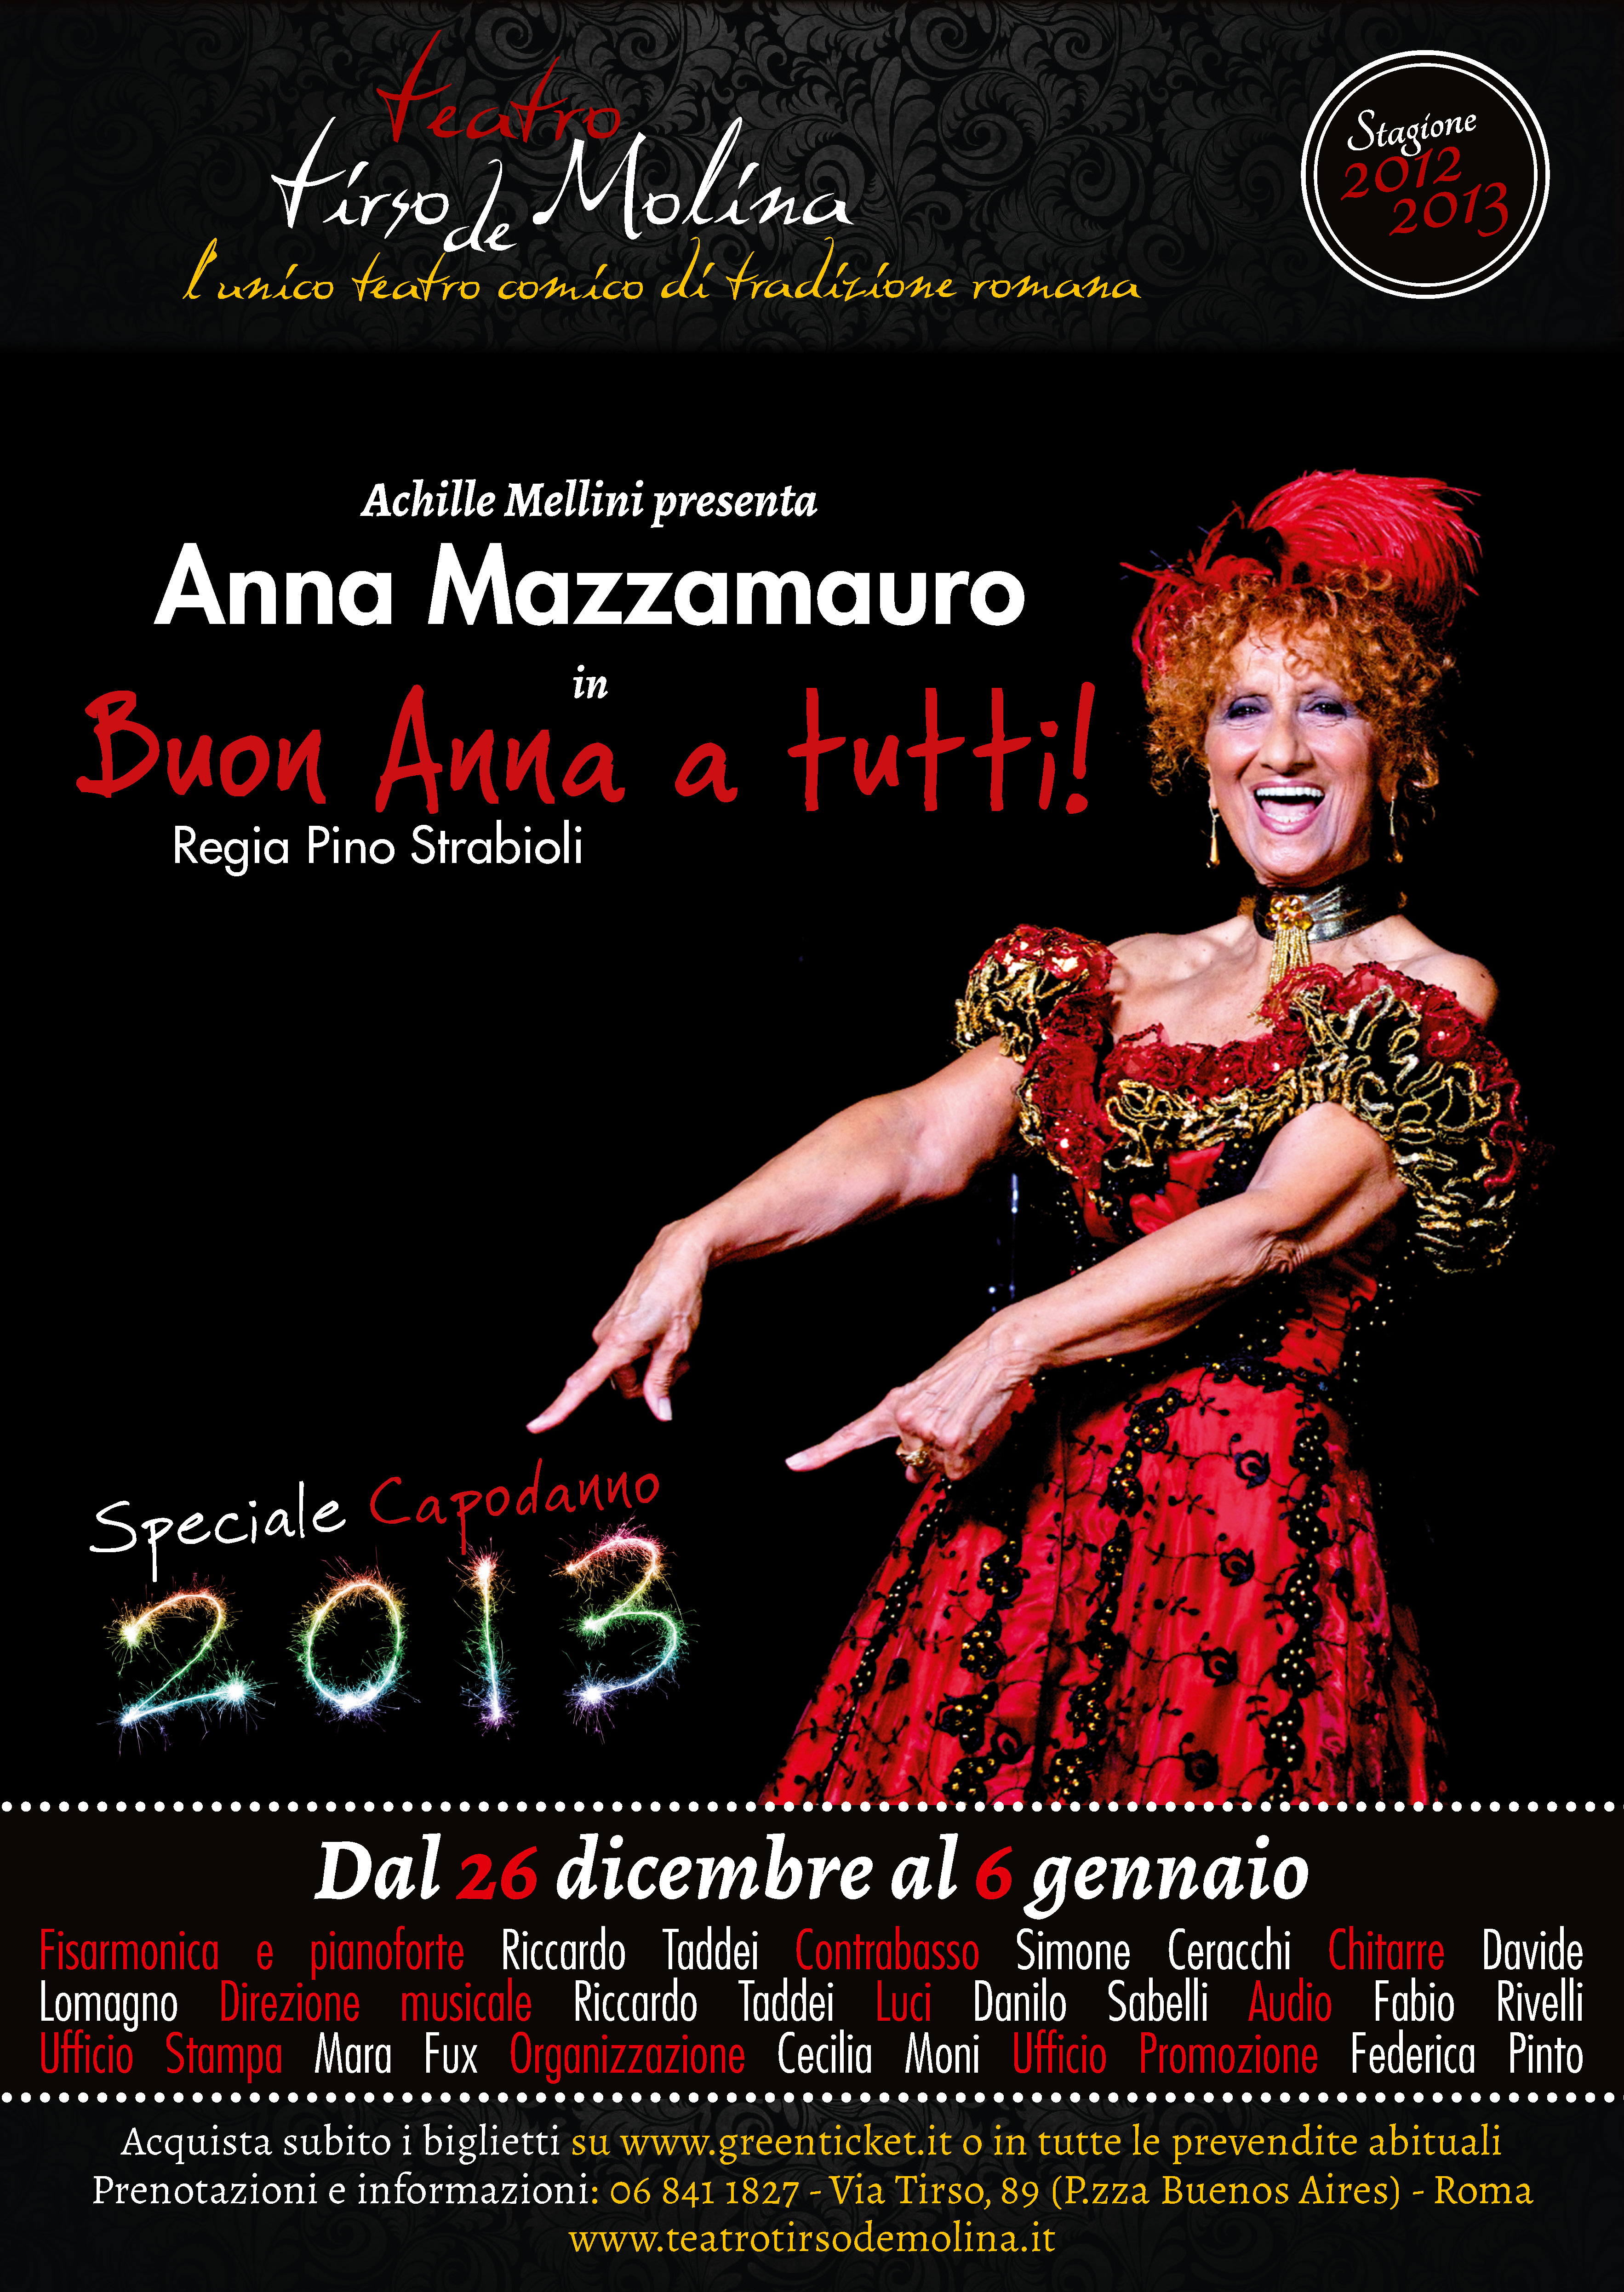 teatro
tirso de Molina
l'unico teatro comico di tradizione romana
Stagione
2012
2013
Achille Mellini presenta
Anna Mazzamauro
in
Buon Anna a tutti!
Regia Pino Strabioli
Speciale Capodanno
2013
Dal 26 dicembre al 6 gennaio
Fisarmonica e pianoforte Riccardo Taddei Contrabasso Simone Ceracchi Chitarre Davide
Lomagno Direzione musicale Riccardo Taddei Luci Danilo Sabelli Audio Fabio Rivelli
Ufficio Stampa Mara Fux Organizzazione Cecilia Moni Ufficio Promozione Federica Pinto
Acquista subito i biglietti su www.greenticket.it o in tutte le prevendite abituali
Prenotazioni e informazioni: 06 841 1827 - Via Tirso, 89 (P.zza Buenos Aires) - Roma
www.teatrotirsodemolina.it